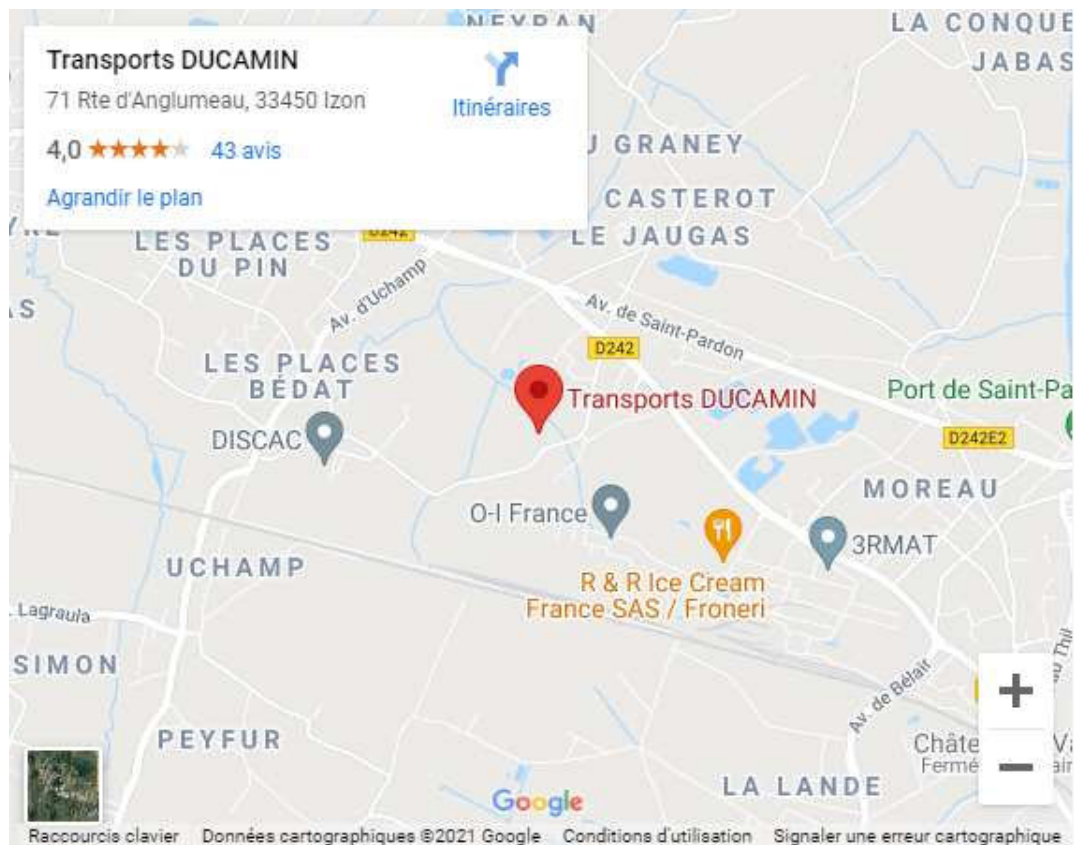 Transports DUCAMIN
71 Rte d'Anglumeau, 33450 Izon
4,0
43 avis
Agrandir le plan
Itinéraires
NEYRAN
LA CONQUE
JABAS
GRANEY
CASTEROT
LE JAUGAS
D242
LES PLACES
DU PIN
Av. d'Uchamp
Av. de Saint-Pardon
D242
LES PLACES
BÉDAT
Transports DUCAMIN
Port de Saint-Pa
DISCAC
D242E2
MOREAU
O-I France
3RMAT
UCHAMP
R & R Ice Cream
France SAS / Froneri
Lagraula
SIMON
Av. de Bélair
au Thil
PEYFUR
Châte
Fermé
LA LANDE
Google
Raccourcis clavier
Données cartographiques ©2021 Google
Conditions d'utilisation
Signaler une erreur cartographique